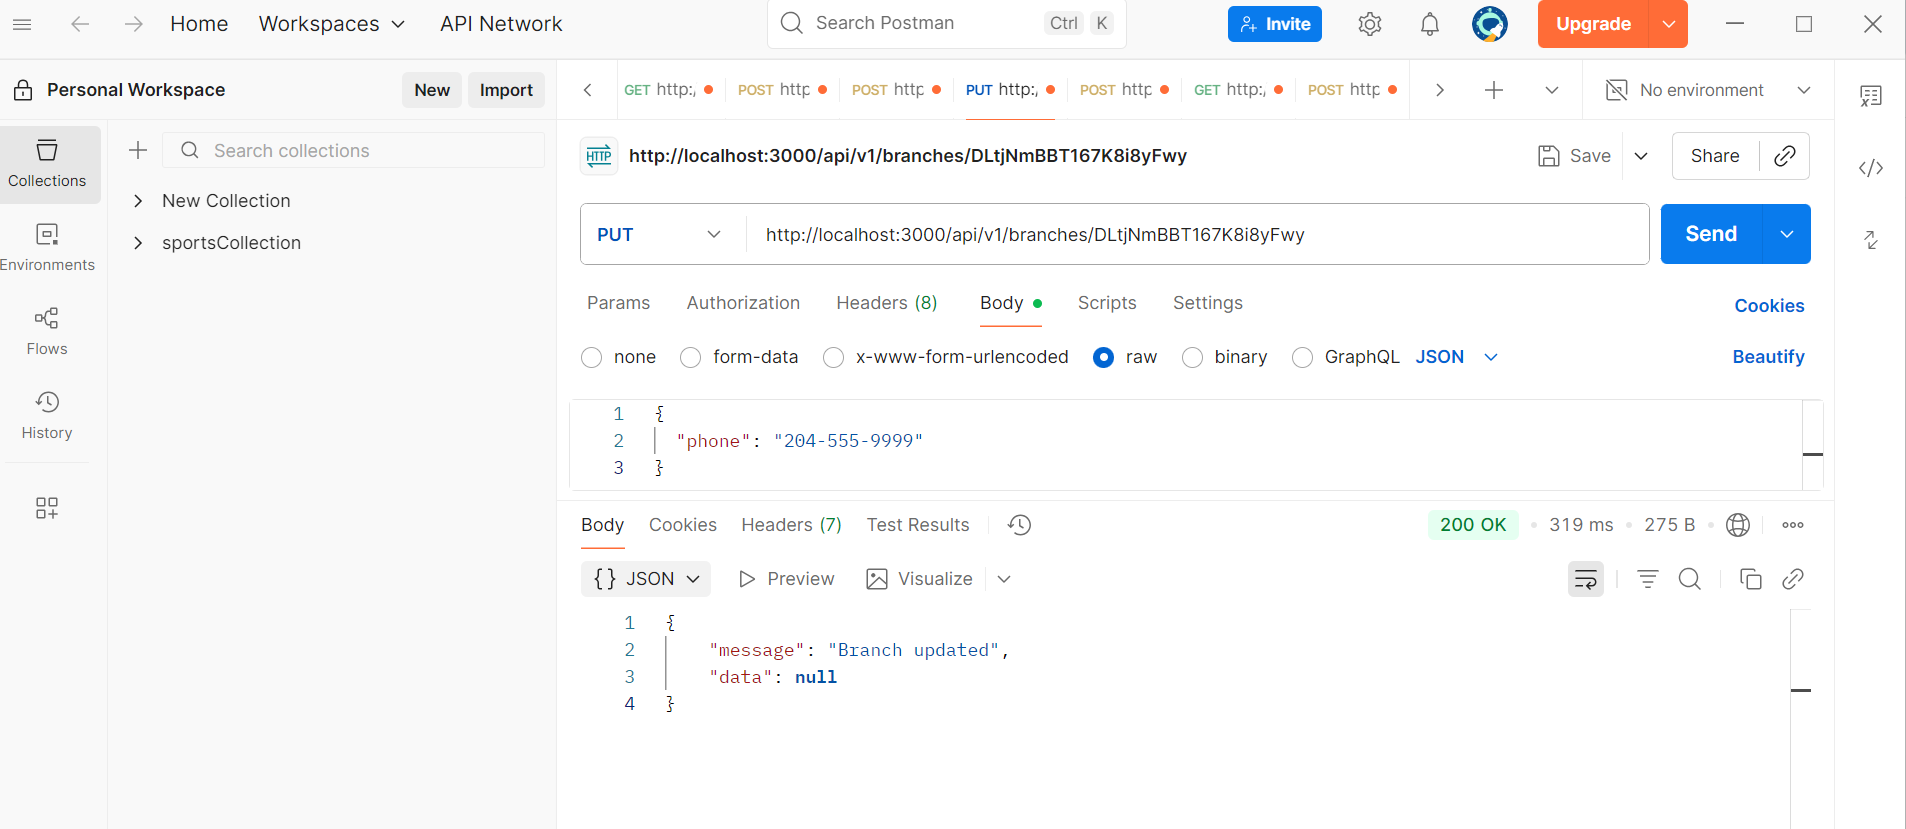 Home Workspaces API Network Search Postman Ctrl K Invite Upgrade
Personal Workspace New Import
GET http:/ POST http POST http PUT http:/ POST http GET http:/ POST http No environment
Collections
Environments
Flows
History
Search collections
New Collection
sportsCollection
HTTP http://localhost:3000/api/v1/branches/DLtjNmBBT167K8i8yFwy Save Share
PUT http://localhost:3000/api/v1/branches/DLtjNmBBT167K8i8yFwy Send
Params Authorization Headers (8) Body Scripts Settings Cookies
none form-data x-www-form-urlencoded raw binary GraphQL JSON Beautify
1 {
2 "phone": "204-555-9999"
3 }
Body Cookies Headers (7) Test Results 200 OK • 319 ms • 275 B •
{} JSON Preview Visualize
1 {
2 "message": "Branch updated",
3 "data": null
4 }